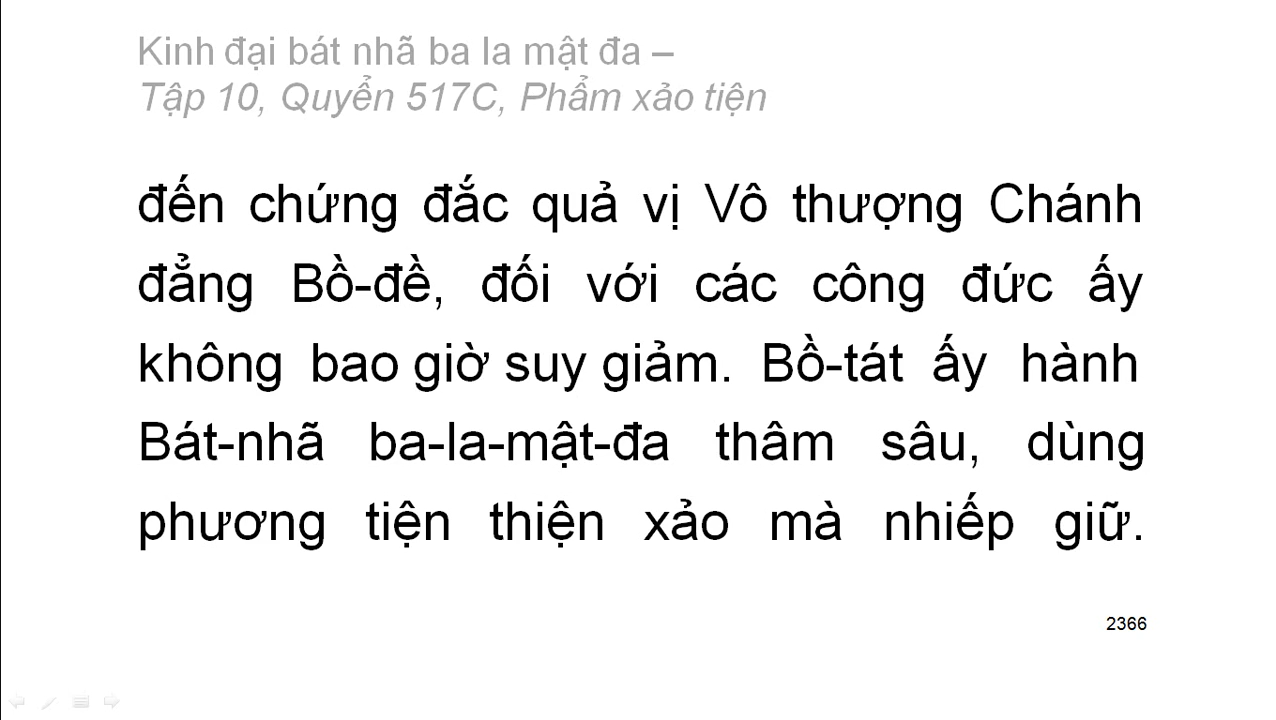 Kinh đại bát nhã ba la mật đa –
Tập 10, Quyển 517C, Phẩm xảo tiện
đến chứng đắc quả vị Vô thượng Chánh
đẳng Bồ-đề, đối với các công đức ấy
không bao giờ suy giảm. Bồ-tát ấy hành
Bát-nhã ba-la-mật-đa thâm sâu, dùng
phương tiện thiện xảo mà nhiếp giữ.
2366